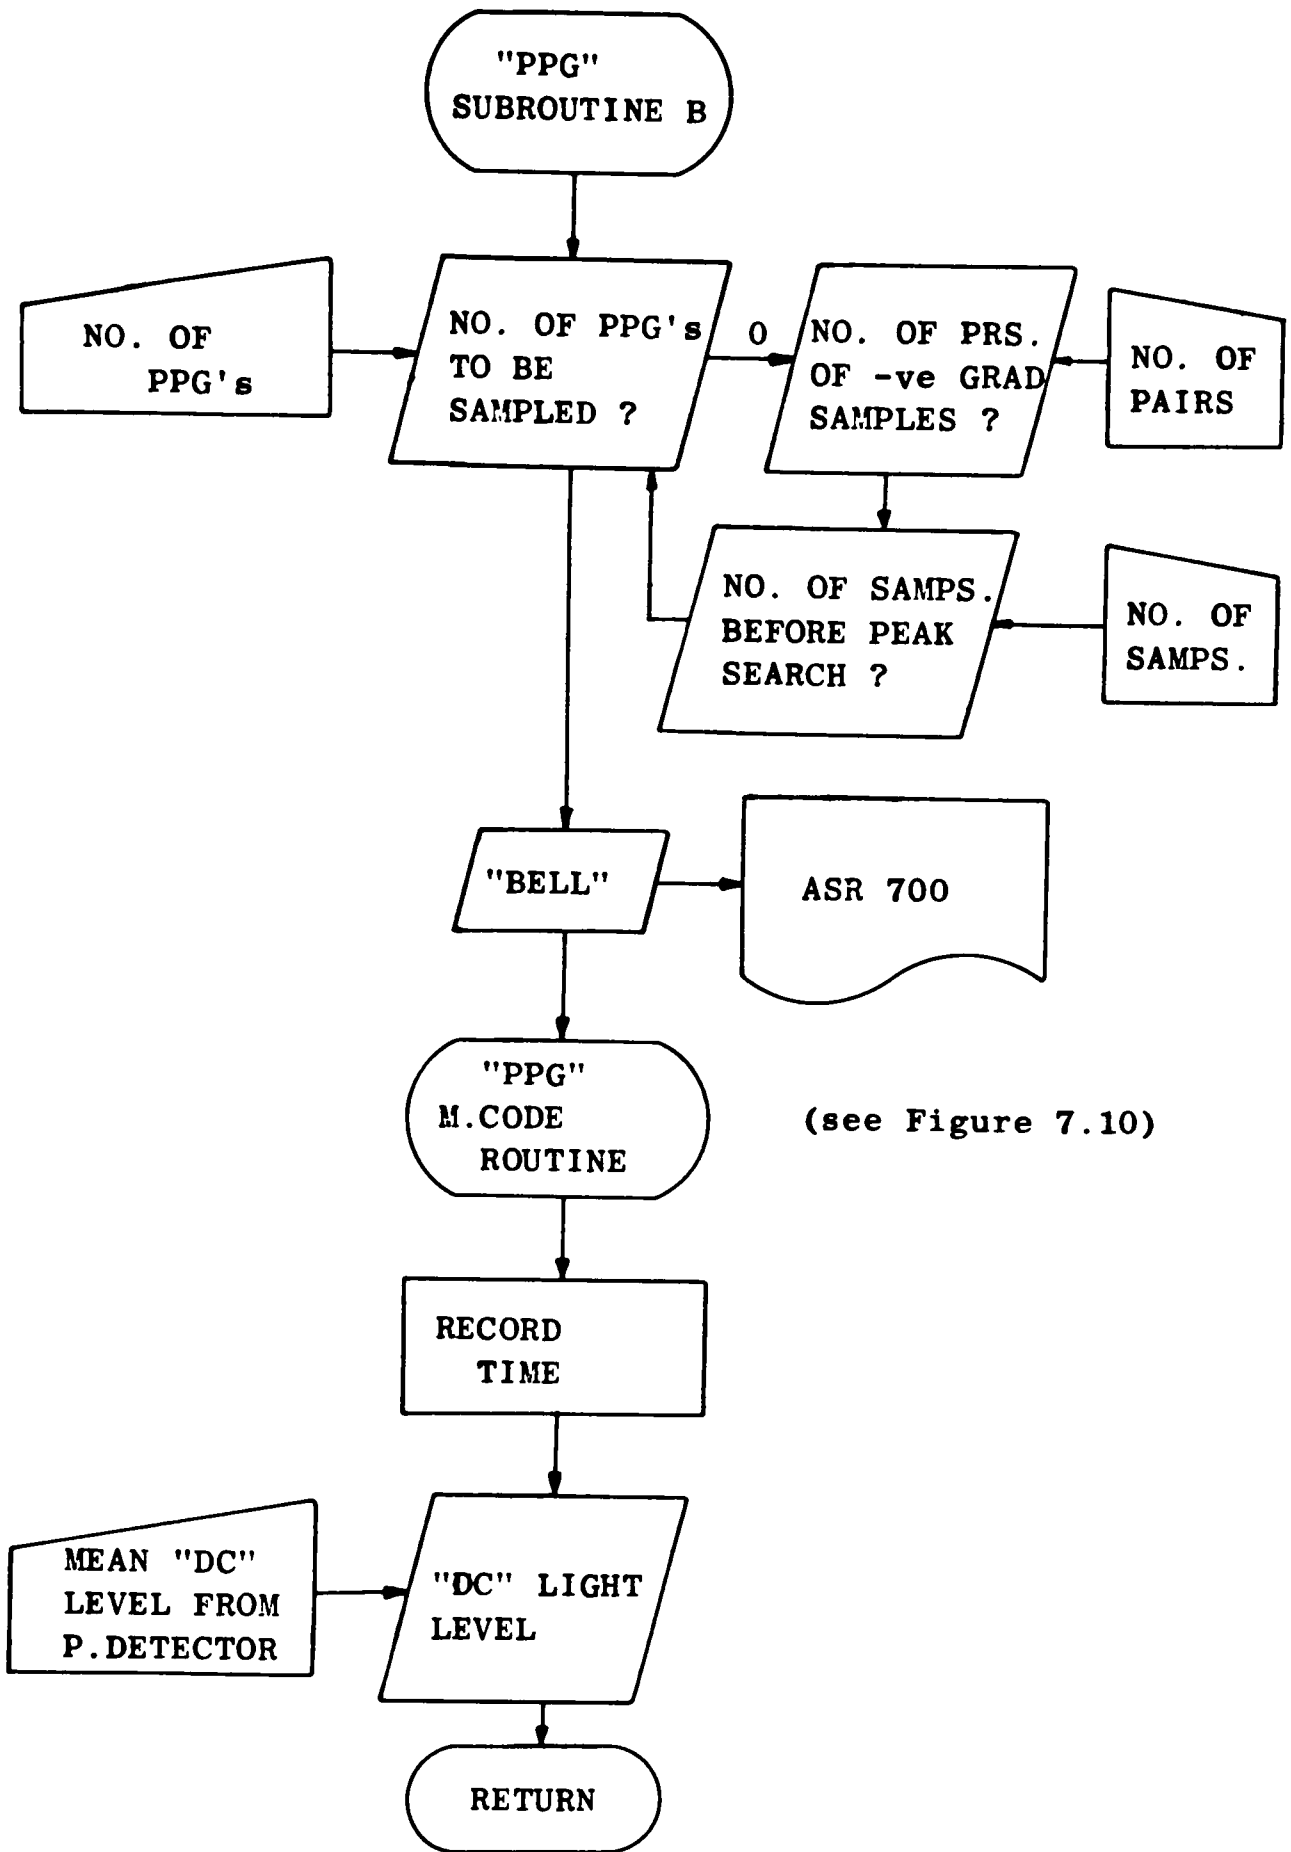 "PPG"
SUBROUTINE B
NO. OF
PPG's
NO. OF PPG's
TO BE
SAMPLED ?
O
NO. OF PRS.
OF -ve GRAD
SAMPLES ?
NO. OF
PAIRS
NO. OF SAMPS.
BEFORE PEAK
SEARCH ?
NO. OF
SAMPS.
"BELL"
ASR 700
"PPG"
M.CODE
ROUTINE
(see Figure 7.10)
RECORD
TIME
MEAN "DC"
LEVEL FROM
P.DETECTOR
"DC" LIGHT
LEVEL
RETURN